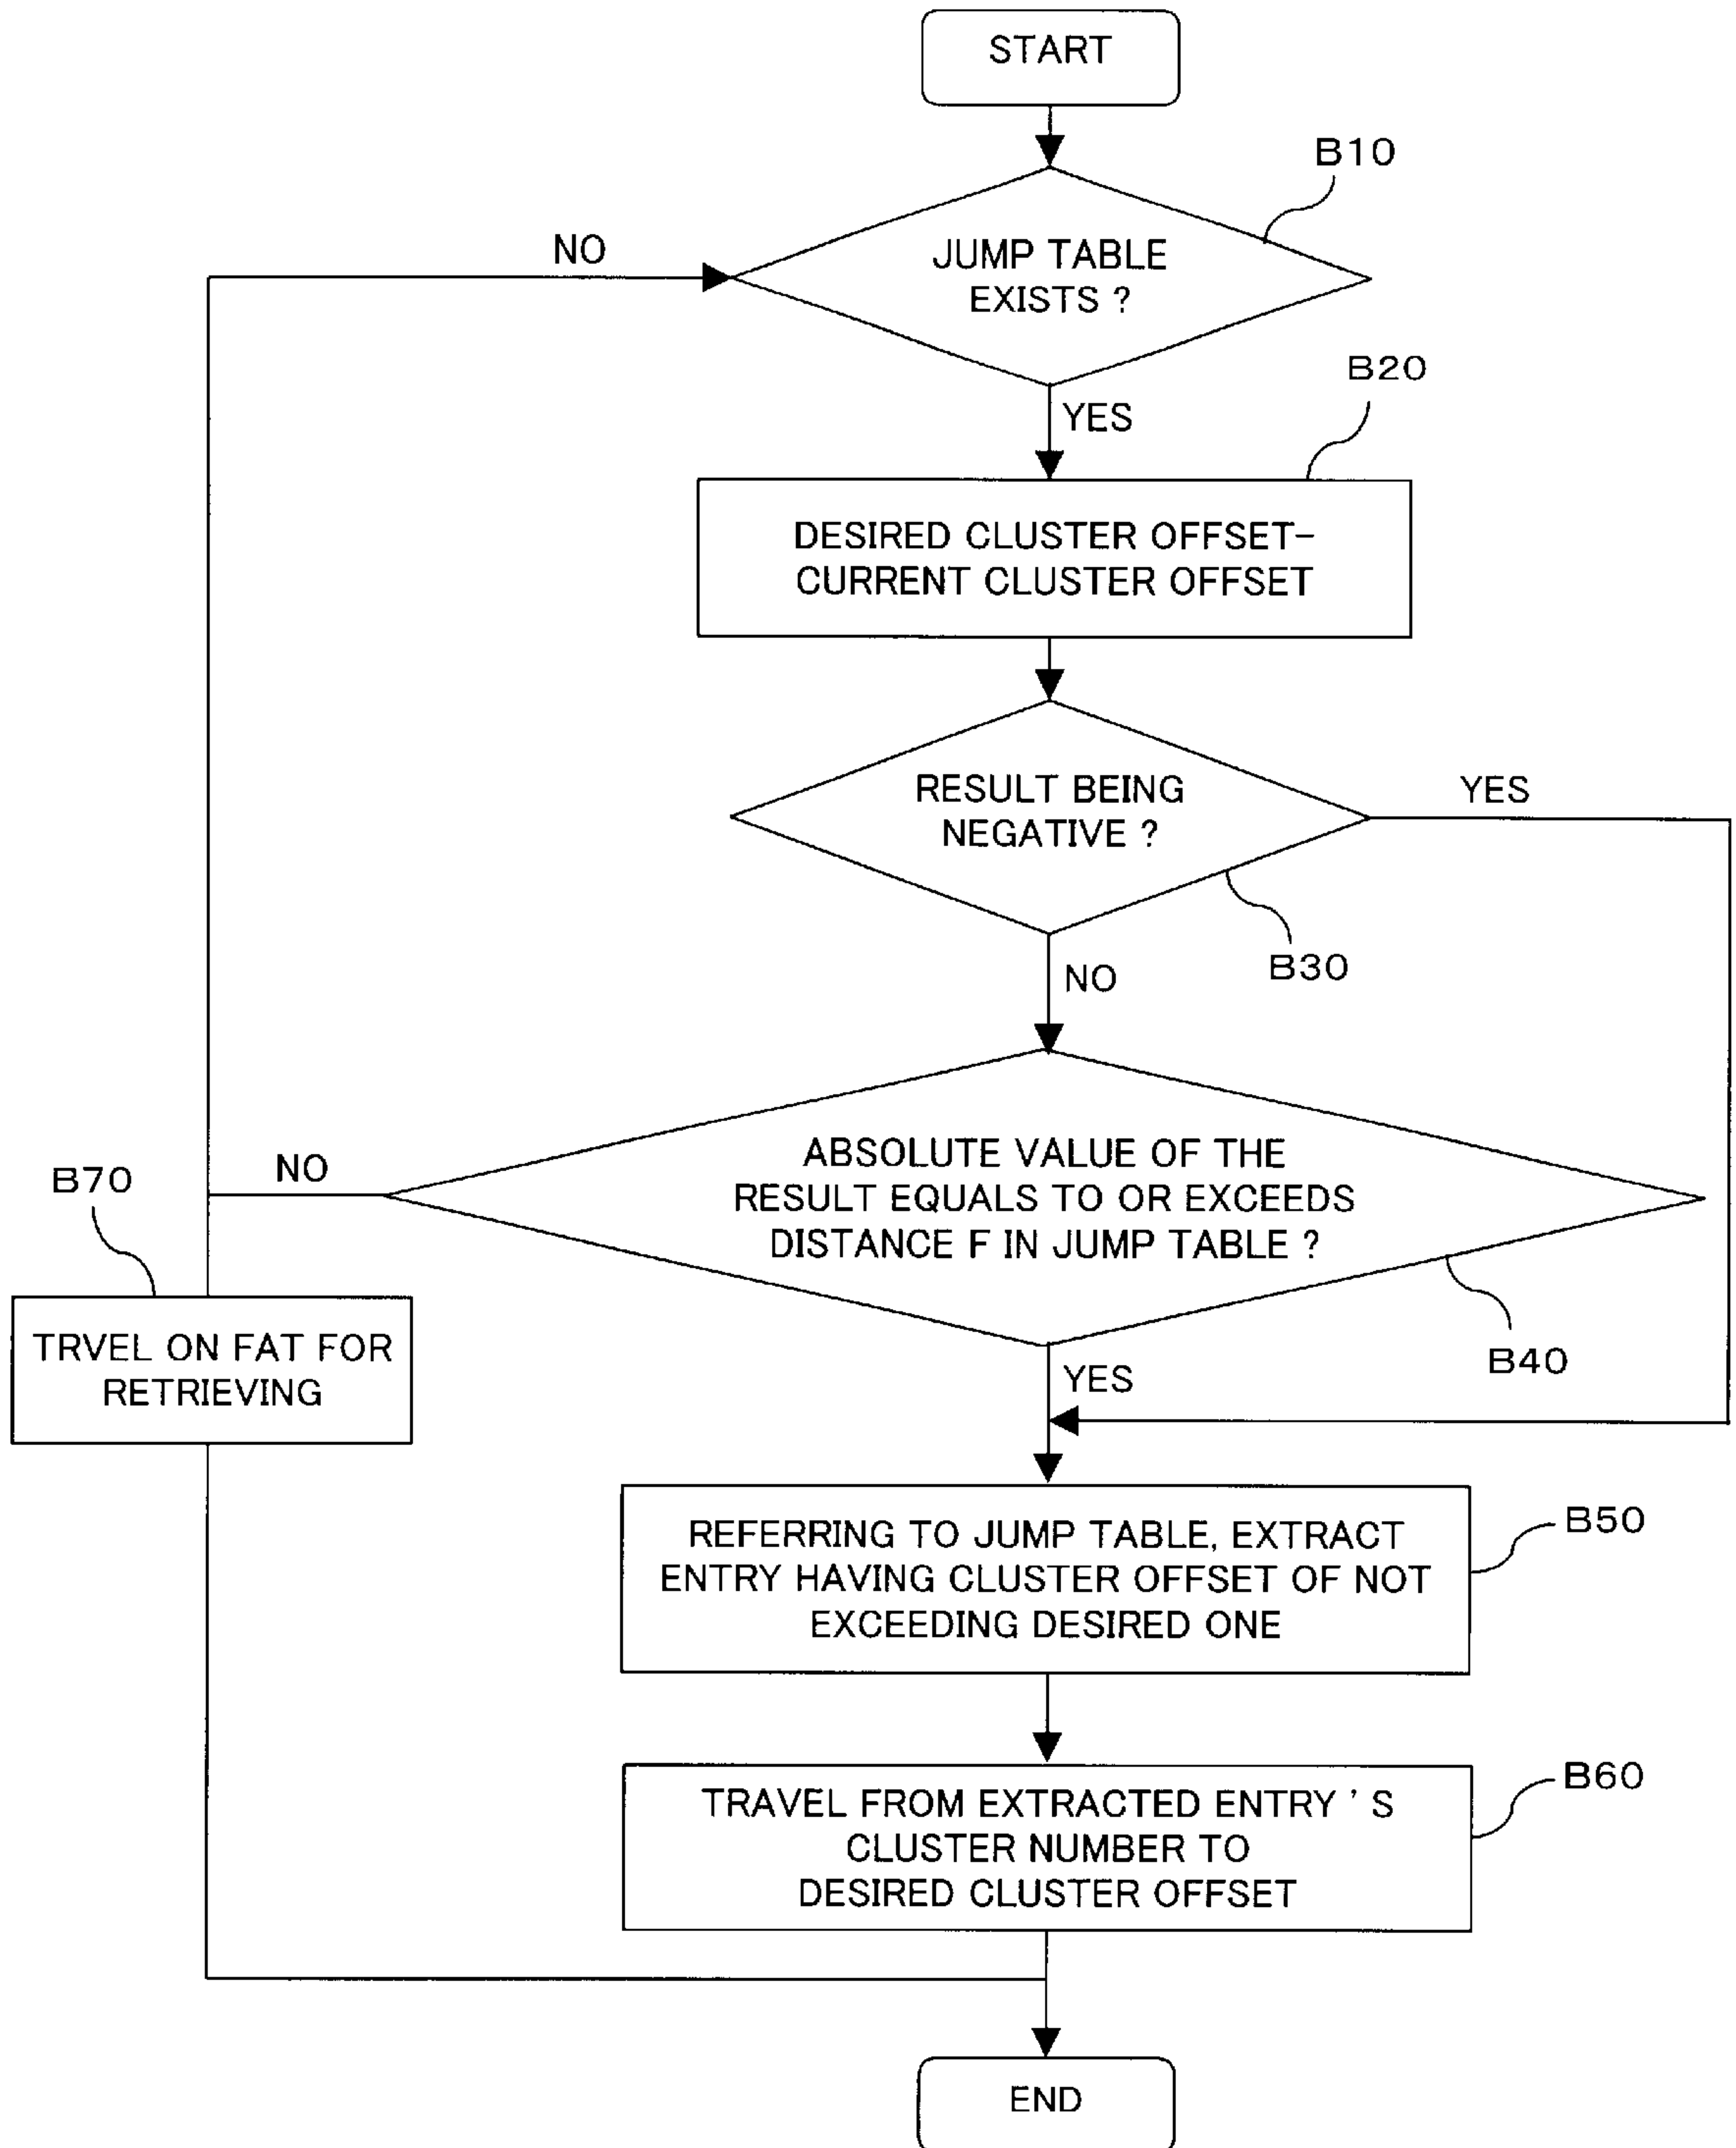 START
B10
NO
JUMP TABLE
EXISTS ?
B20
YES
DESIRED CLUSTER OFFSET-
CURRENT CLUSTER OFFSET
RESULT BEING
NEGATIVE ?
YES
B30
NO
ABSOLUTE VALUE OF THE
RESULT EQUALS TO OR EXCEEDS
DISTANCE F IN JUMP TABLE ?
NO
B70
TRVEL ON FAT FOR
RETRIEVING
B40
YES
REFERRING TO JUMP TABLE, EXTRACT
ENTRY HAVING CLUSTER OFFSET OF NOT
EXCEEDING DESIRED ONE
B50
TRAVEL FROM EXTRACTED ENTRY ' S
CLUSTER NUMBER TO
DESIRED CLUSTER OFFSET
B60
END